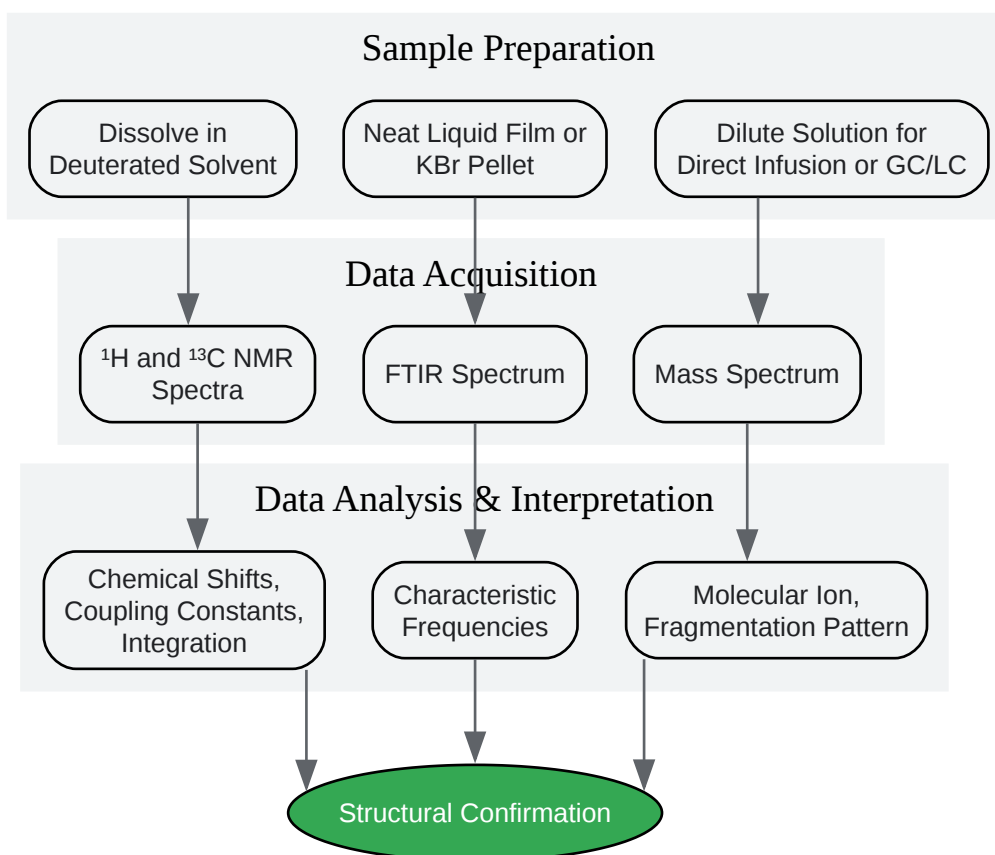 Sample Preparation
Dissolve in
Deuterated Solvent
Neat Liquid Film or
KBr Pellet
Dilute Solution for
Direct Infusion or GC/LC
Data Acquisition
¹H and ¹³C NMR
Spectra
FTIR Spectrum
Mass Spectrum
Data Analysis & Interpretation
Chemical Shifts,
Coupling Constants,
Integration
Characteristic
Frequencies
Molecular Ion,
Fragmentation Pattern
Structural Confirmation